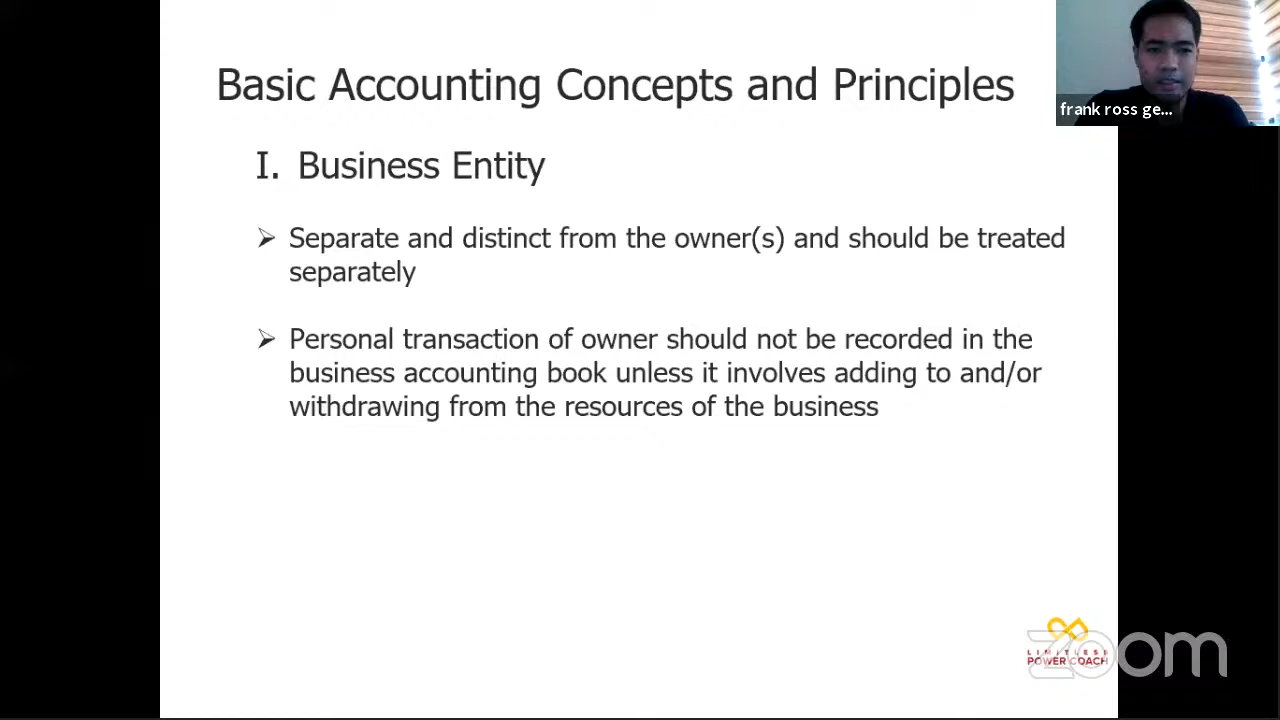 Basic Accounting Concepts and Principles
frank ross ge...
I. Business Entity
➢ Separate and distinct from the owner(s) and should be treated
separately
➢ Personal transaction of owner should not be recorded in the
business accounting book unless it involves adding to and/or
withdrawing from the resources of the business
LIMITLESS
POWER COACH
zoom